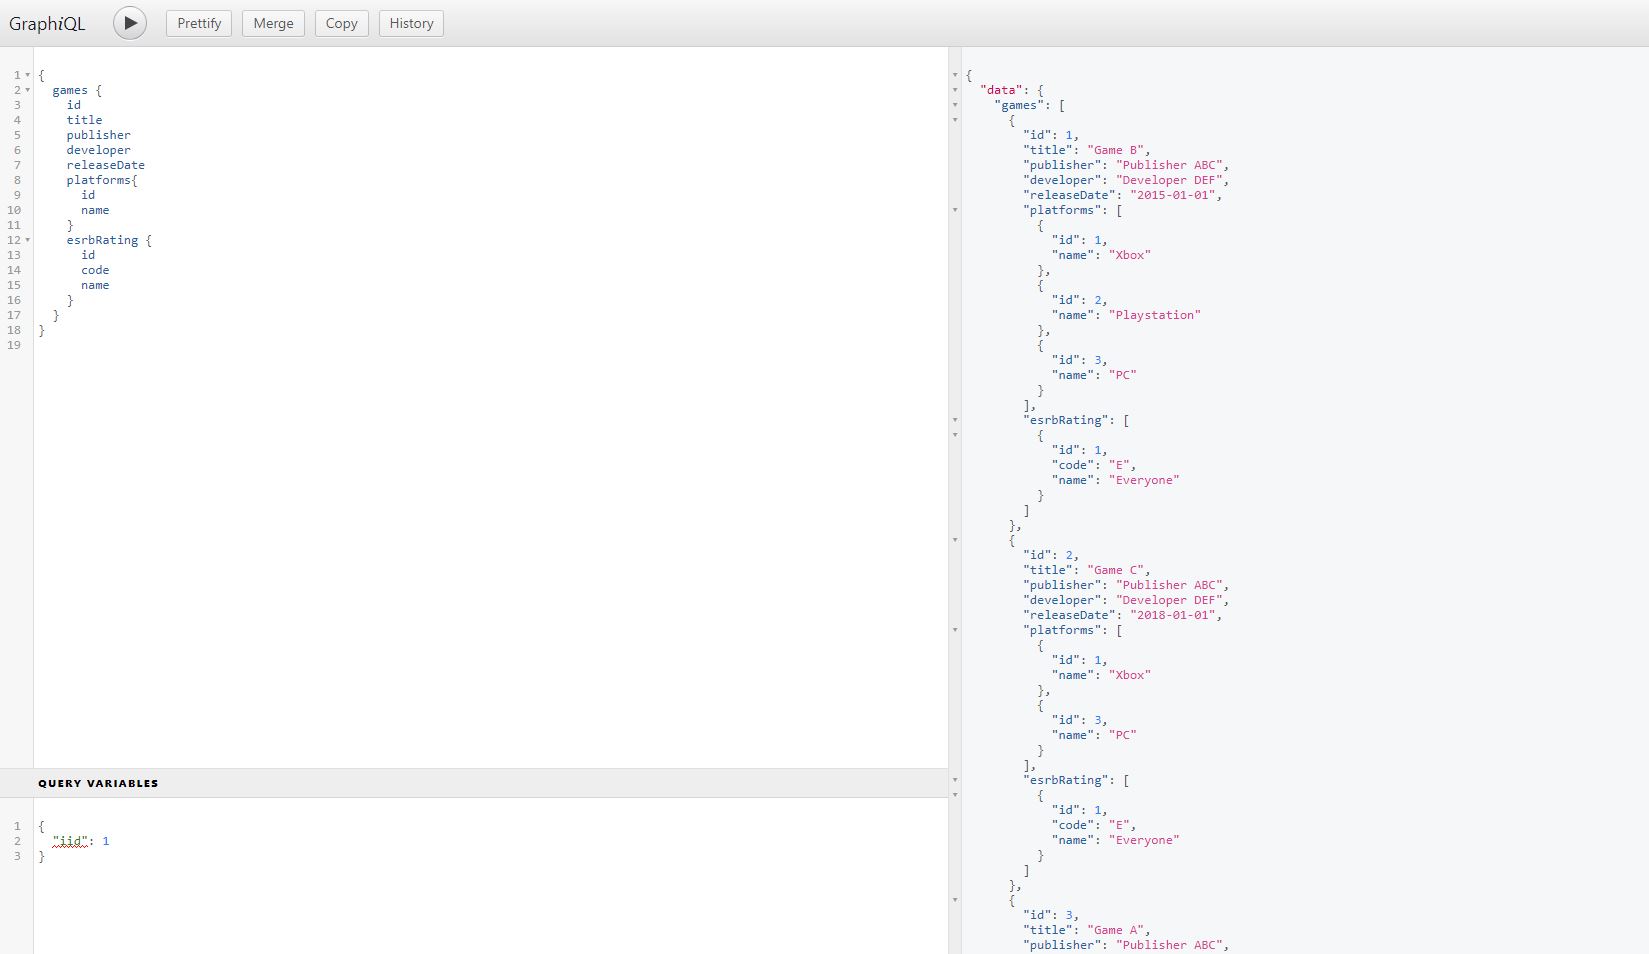 GraphiQL
Prettify
Merge
Copy
History
1 {
2 games {
3 id
4 title
5 publisher
6 developer
7 releaseDate
8 platforms{
9 id
10 name
11 }
12 esrbRating {
13 id
14 code
15 name
16 }
17 }
18 }
19
QUERY VARIABLES
1 {
2 "iid": 1
3 }
{
"data": {
"games": [
{
"id": 1,
"title": "Game B",
"publisher": "Publisher ABC",
"developer": "Developer DEF",
"releaseDate": "2015-01-01",
"platforms": [
{
"id": 1,
"name": "Xbox"
},
{
"id": 2,
"name": "Playstation"
},
{
"id": 3,
"name": "PC"
}
],
"esrbRating": [
{
"id": 1,
"code": "E",
"name": "Everyone"
}
]
},
{
"id": 2,
"title": "Game C",
"publisher": "Publisher ABC",
"developer": "Developer DEF",
"releaseDate": "2018-01-01",
"platforms": [
{
"id": 1,
"name": "Xbox"
},
{
"id": 3,
"name": "PC"
}
],
"esrbRating": [
{
"id": 1,
"code": "E",
"name": "Everyone"
}
]
},
{
"id": 3,
"title": "Game A",
"publisher": "Publisher ABC",